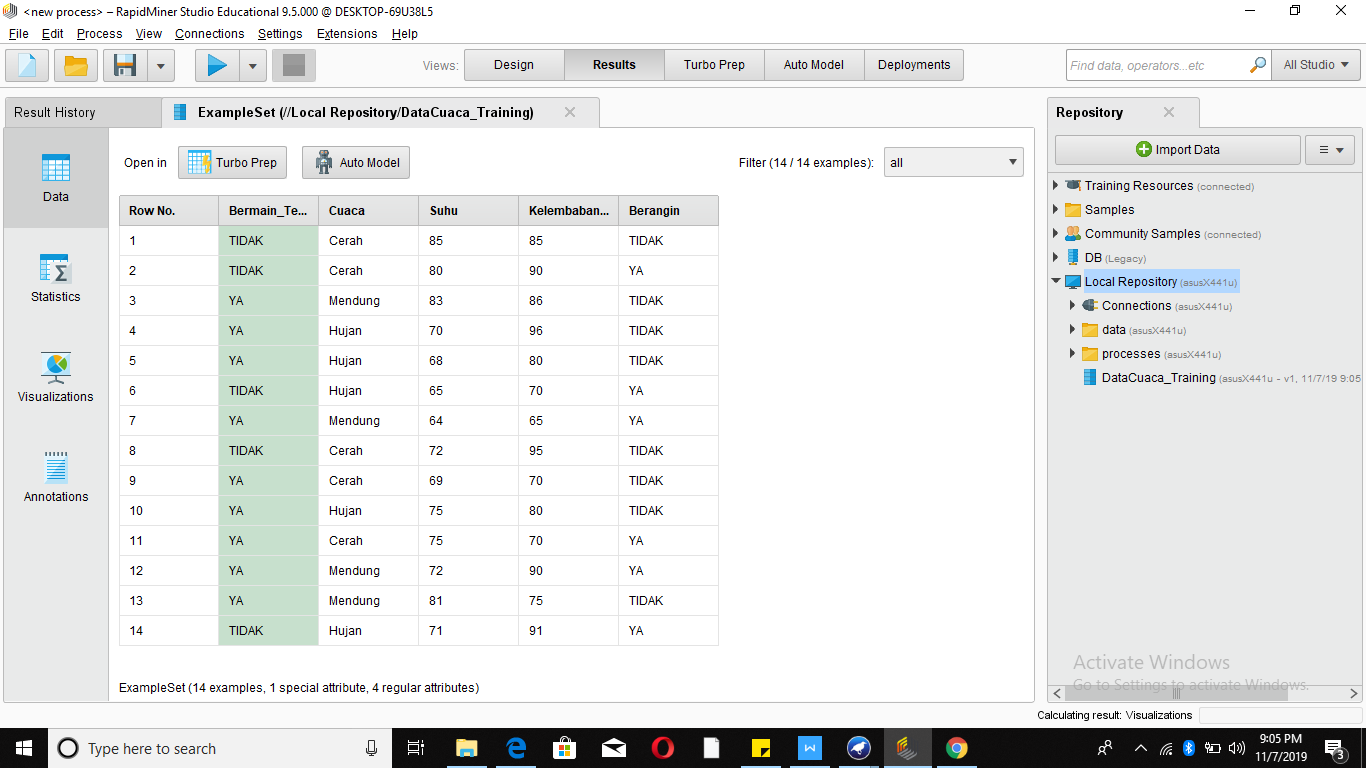 <new process> – RapidMiner Studio Educational 9.5.000 @ DESKTOP-69U38L5
File Edit Process View Connections Settings Extensions Help
Views: Design Results Turbo Prep Auto Model Deployments Find data, operators...etc All Studio
Result History ExampleSet (//Local Repository/DataCuaca_Training)
Data
Statistics
Visualizations
Annotations
Open in Turbo Prep Auto Model Filter (14 / 14 examples): all
Row No. Bermain_Te... Cuaca Suhu Kelembaban... Berangin
1 TIDAK Cerah 85 85 TIDAK
2 TIDAK Cerah 80 90 YA
3 YA Mendung 83 86 TIDAK
4 YA Hujan 70 96 TIDAK
5 YA Hujan 68 80 TIDAK
6 TIDAK Hujan 65 70 YA
7 YA Mendung 64 65 YA
8 TIDAK Cerah 72 95 TIDAK
9 YA Cerah 69 70 TIDAK
10 YA Hujan 75 80 TIDAK
11 YA Cerah 75 70 YA
12 YA Mendung 72 90 YA
13 YA Mendung 81 75 TIDAK
14 TIDAK Hujan 71 91 YA
ExampleSet (14 examples, 1 special attribute, 4 regular attributes)
Repository
Import Data
Training Resources (connected)
Samples
Community Samples (connected)
DB (Legacy)
Local Repository (asusX441u)
Connections (asusX441u)
data (asusX441u)
processes (asusX441u)
DataCuaca_Training (asusX441u - v1, 11/7/19 9:05
Activate Windows
Go to Settings to activate Windows.
Calculating result: Visualizations
Type here to search
W
9:05 PM
11/7/2019
3